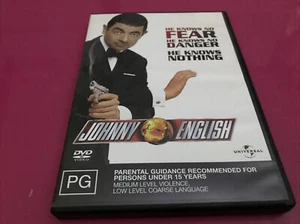 HE KNOWS NO
FEAR
HE KNOWS NO
DANGER
HE KNOWS
NOTHING
JOHNNY ENGLISH
DVD
VIDEO
UNIVERSAL
PG
PARENTAL GUIDANCE RECOMMENDED FOR
PERSONS UNDER 15 YEARS
MEDIUM LEVEL VIOLENCE,
LOW LEVEL COARSE LANGUAGE